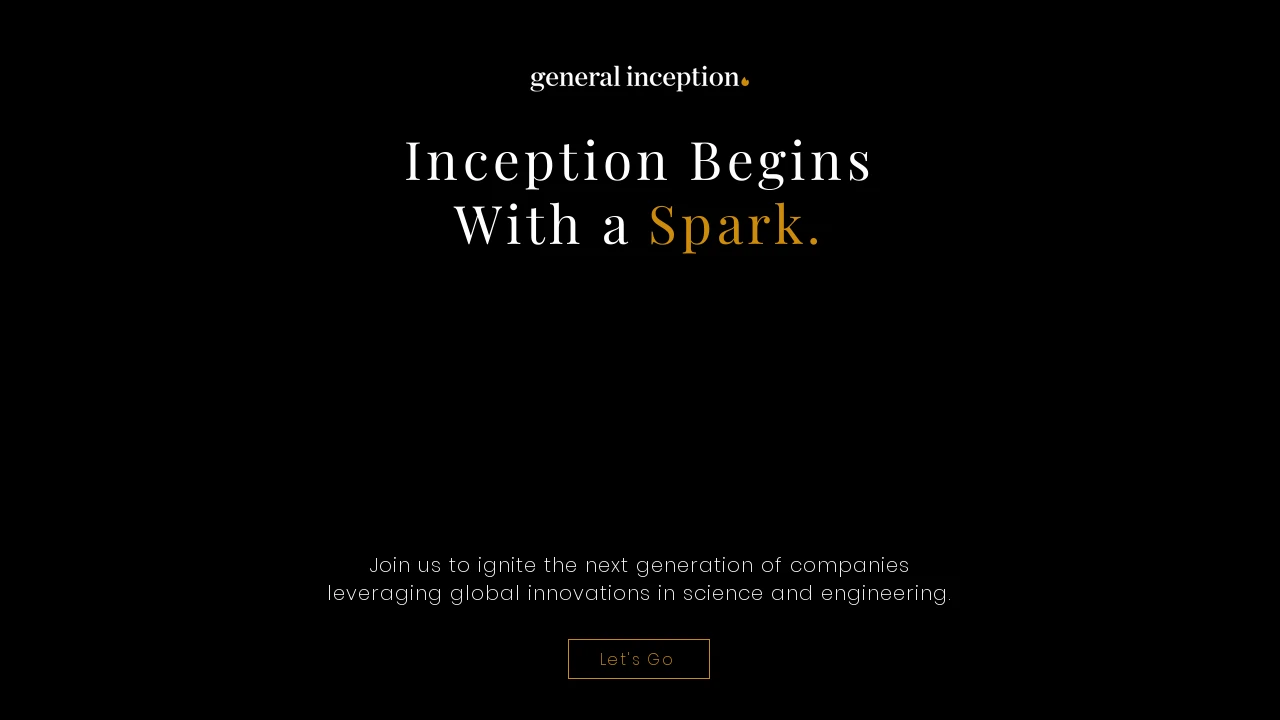 general inception
Inception Begins
With a Spark.
Join us to ignite the next generation of companies
leveraging global innovations in science and engineering.
Let's Go